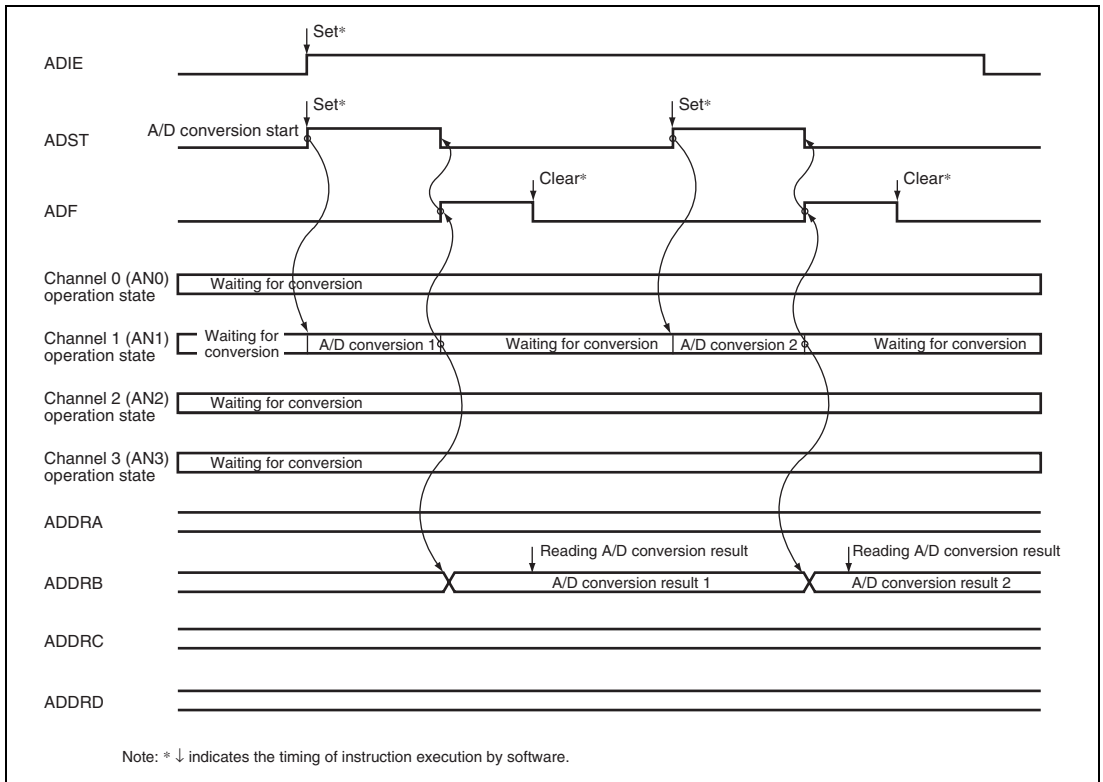 Set*
ADIE
Set* Set*
A/D conversion start
ADST
Clear* Clear*
ADF
Channel 0 (AN0)
operation state
Waiting for conversion
Channel 1 (AN1)
operation state
Waiting for
conversion
A/D conversion 1
Waiting for conversion
A/D conversion 2
Waiting for conversion
Channel 2 (AN2)
operation state
Waiting for conversion
Channel 3 (AN3)
operation state
Waiting for conversion
ADDRA
Reading A/D conversion result Reading A/D conversion result
ADDRB
A/D conversion result 1 A/D conversion result 2
ADDRC
ADDRD
Note: * ↓ indicates the timing of instruction execution by software.